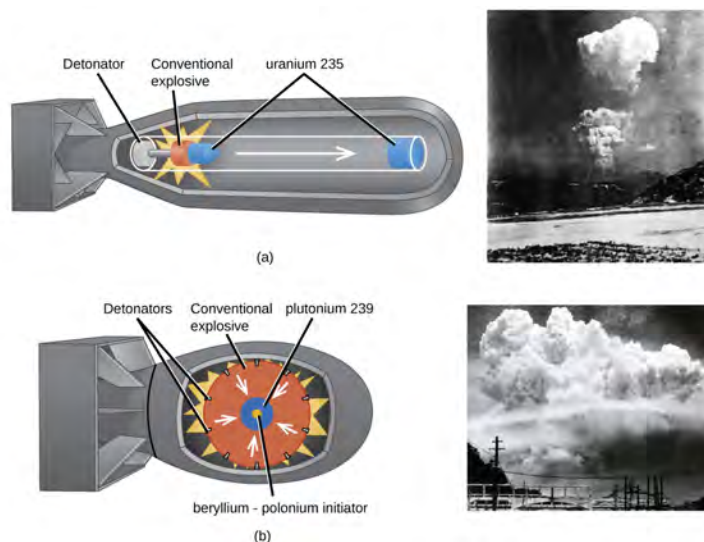 Detonator
Conventional
explosive
uranium 235
(a)
Detonators
Conventional
explosive
plutonium 239
beryllium - polonium initiator
(b)